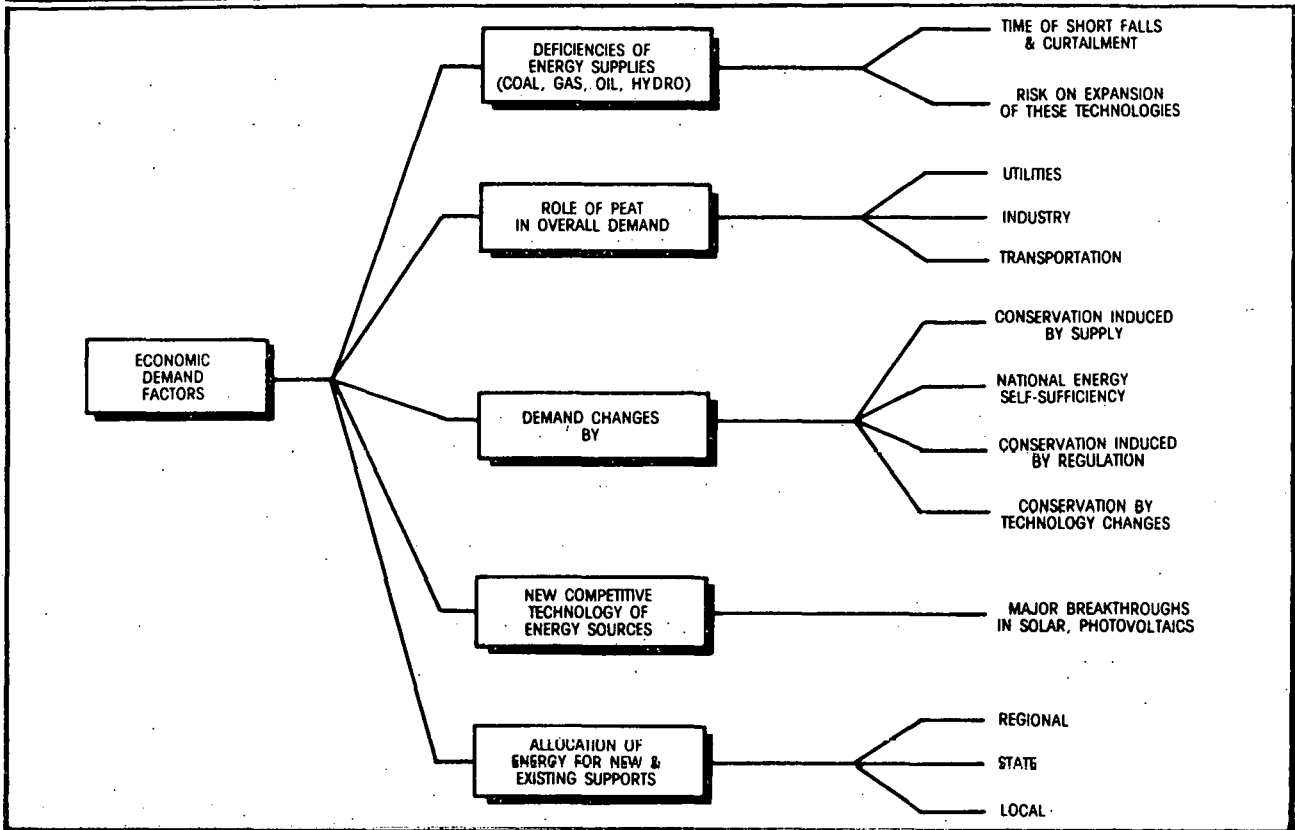 ECONOMIC
DEMAND
FACTORS
DEFICIENCIES OF
ENERGY SUPPLIES
(COAL, GAS, OIL, HYDRO)
TIME OF SHORT FALLS
& CURTAILMENT
RISK ON EXPANSION
OF THESE TECHNOLOGIES
ROLE OF PEAT
IN OVERALL DEMAND
UTILITIES
INDUSTRY
TRANSPORTATION
DEMAND CHANGES
BY
CONSERVATION INDUCED
BY SUPPLY
NATIONAL ENERGY
SELF-SUFFICIENCY
CONSERVATION INDUCED
BY REGULATION
CONSERVATION BY
TECHNOLOGY CHANGES
NEW COMPETITIVE
TECHNOLOGY OF
ENERGY SOURCES
MAJOR BREAKTHROUGHS
IN SOLAR, PHOTOVOLTAICS
ALLOCATION OF
ENERGY FOR NEW &
EXISTING SUPPORTS
REGIONAL
STATE
LOCAL